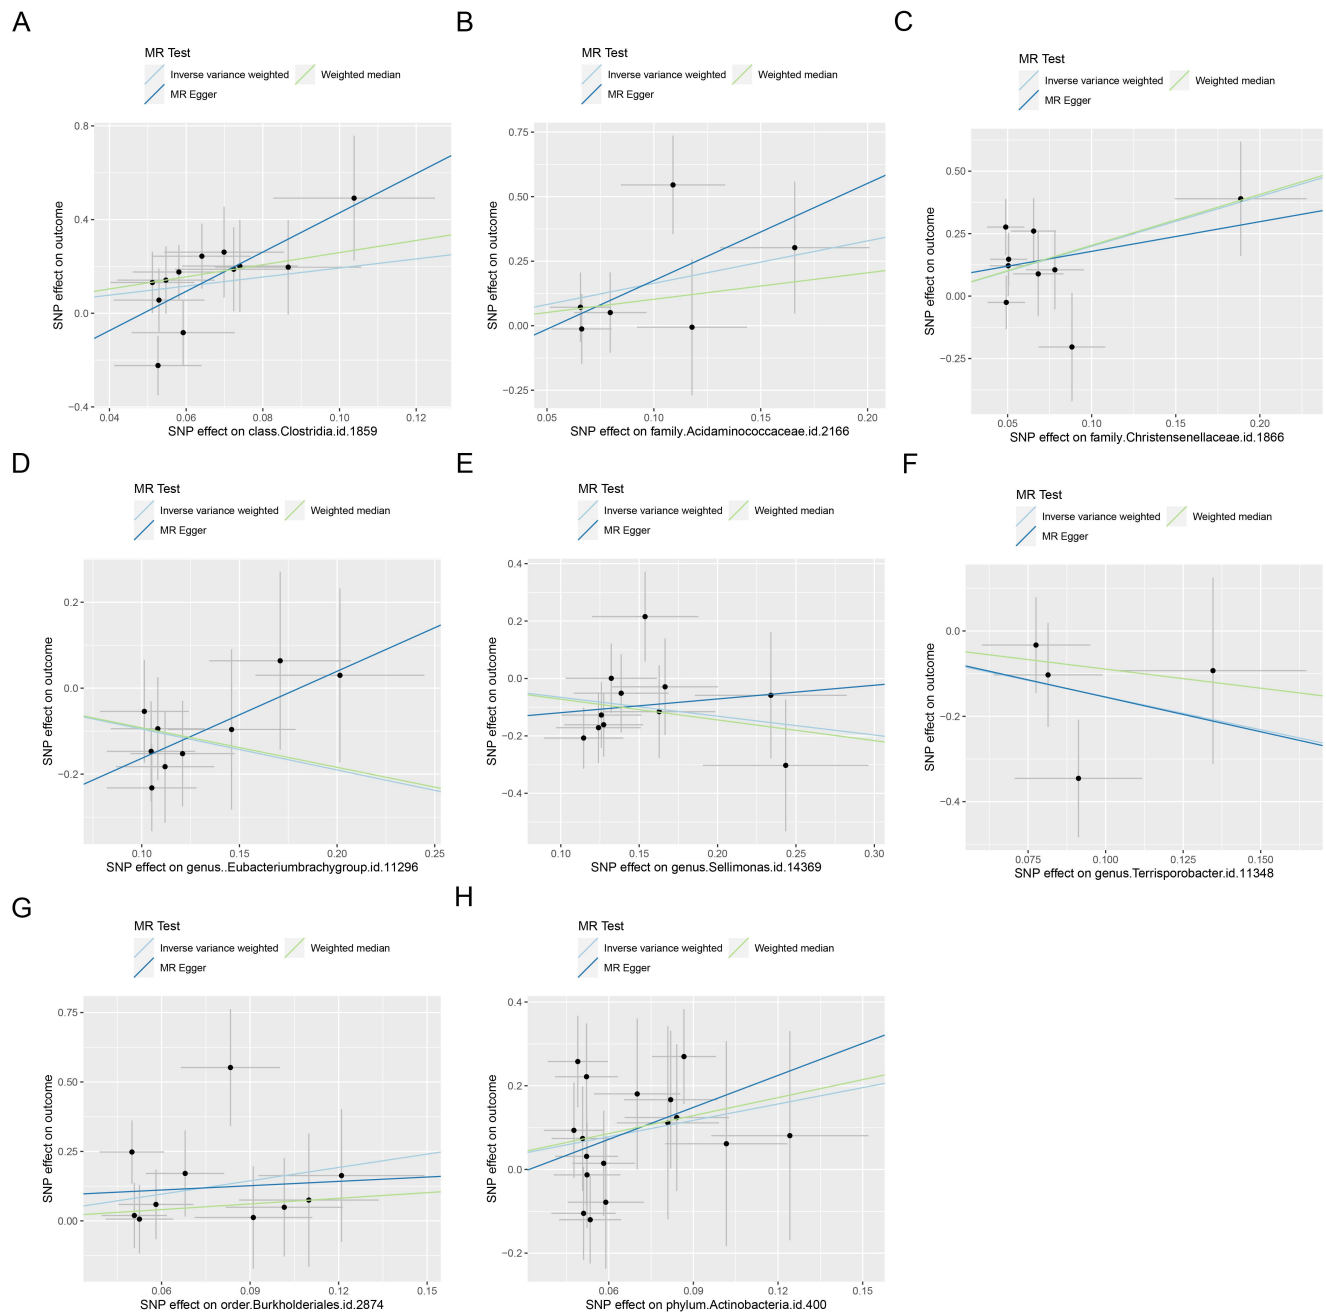 A
MR Test
Inverse variance weighted
Weighted median
MR Egger
SNP effect on outcome
0.8
0.4
0.0
−0.4
0.04
0.06
0.08
0.10
0.12
SNP effect on class.Clostridia.id.1859
B
MR Test
Inverse variance weighted
Weighted median
MR Egger
SNP effect on outcome
0.75
0.50
0.25
0.00
−0.25
0.05
0.10
0.15
0.20
SNP effect on family.Acidaminococcaceae.id.2166
C
MR Test
Inverse variance weighted
Weighted median
MR Egger
SNP effect on outcome
0.50
0.25
0.00
−0.25
0.05
0.10
0.15
0.20
SNP effect on family.Christensenellaceae.id.1866
D
MR Test
Inverse variance weighted
Weighted median
MR Egger
SNP effect on outcome
0.2
0.0
−0.2
0.10
0.15
0.20
0.25
SNP effect on genus..Eubacteriumbrachygroup.id.11296
E
MR Test
Inverse variance weighted
Weighted median
MR Egger
SNP effect on outcome
0.4
0.2
0.0
−0.2
−0.4
0.10
0.15
0.20
0.25
0.30
SNP effect on genus.Sellimonas.id.14369
F
MR Test
Inverse variance weighted
Weighted median
MR Egger
SNP effect on outcome
0.0
−0.2
−0.4
0.075
0.100
0.125
0.150
SNP effect on genus.Terrisporobacter.id.11348
G
MR Test
Inverse variance weighted
Weighted median
MR Egger
SNP effect on outcome
0.75
0.50
0.25
0.00
0.06
0.09
0.12
0.15
SNP effect on order.Burkholderiales.id.2874
H
MR Test
Inverse variance weighted
Weighted median
MR Egger
SNP effect on outcome
0.4
0.2
0.0
−0.2
0.06
0.09
0.12
0.15
SNP effect on phylum.Actinobacteria.id.400